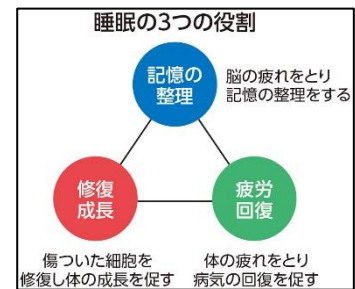 睡眠の3つの役割
記憶の
整理
脳の疲れをとり
記憶の整理をする
修復
成長
疲労
回復
傷ついた細胞を
修復し体の成長を促す
体の疲れをとり
病気の回復を促す